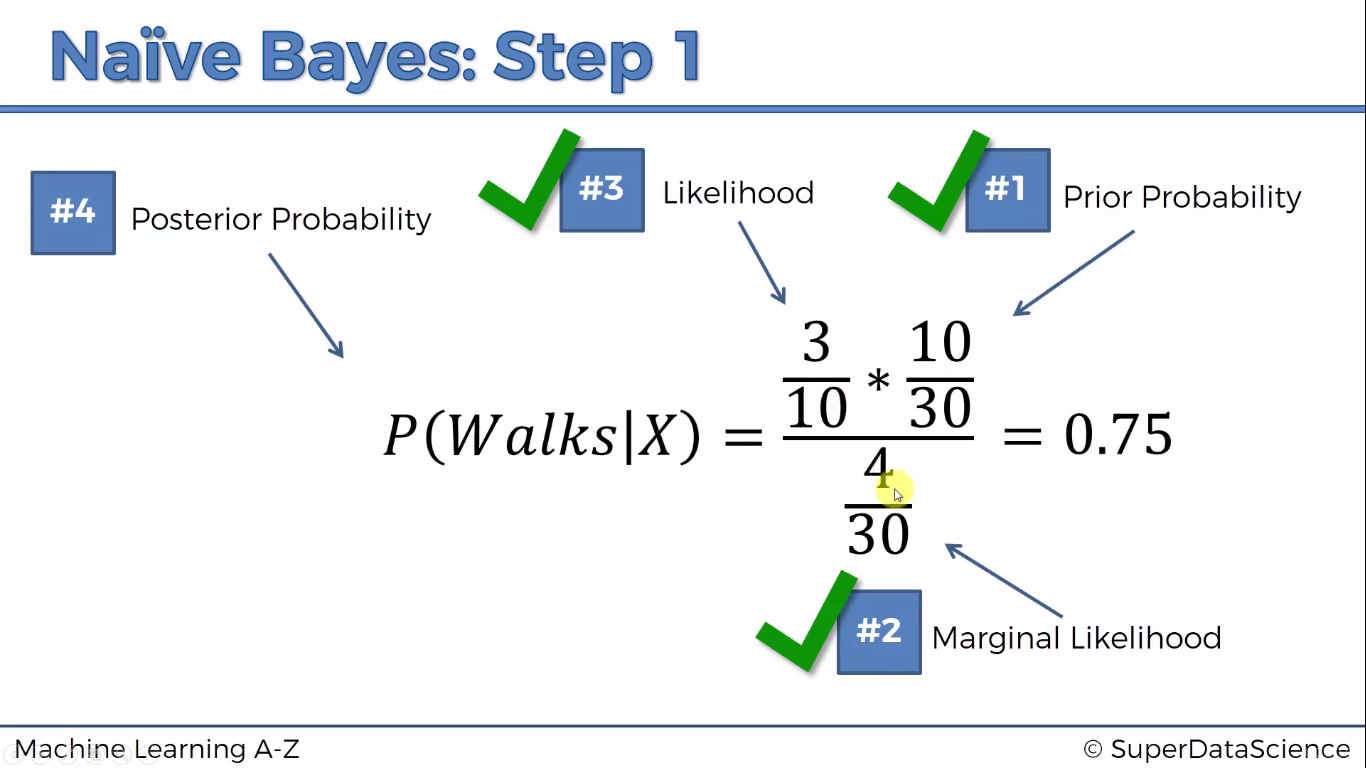 Naïve Bayes: Step 1
#4 Posterior Probability
#3 Likelihood
#1 Prior Probability
P(Walks|X) = 3/10 * 10/30 / 4/30 = 0.75
#2 Marginal Likelihood
Machine Learning A-Z
© SuperDataScience